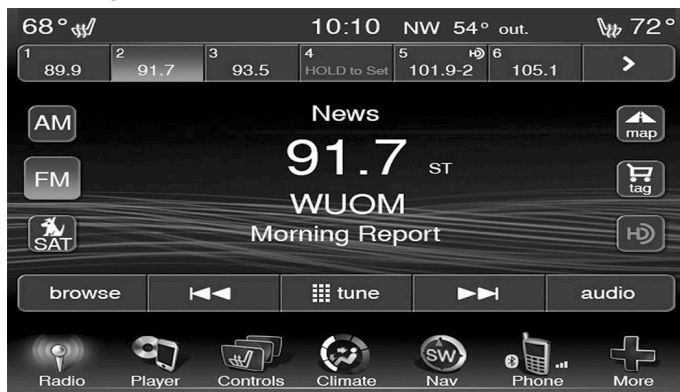 68° 10:10 NW 54° out. 72°
1 89.9 2 91.7 3 93.5 4 HOLD to Set 5 101.9-2 HD 6 105.1 >
News
AM map
91.7 ST
FM tag
WUOM
SAT Morning Report HD
browse tune audio
SW
Radio Player Controls Climate Nav Phone More